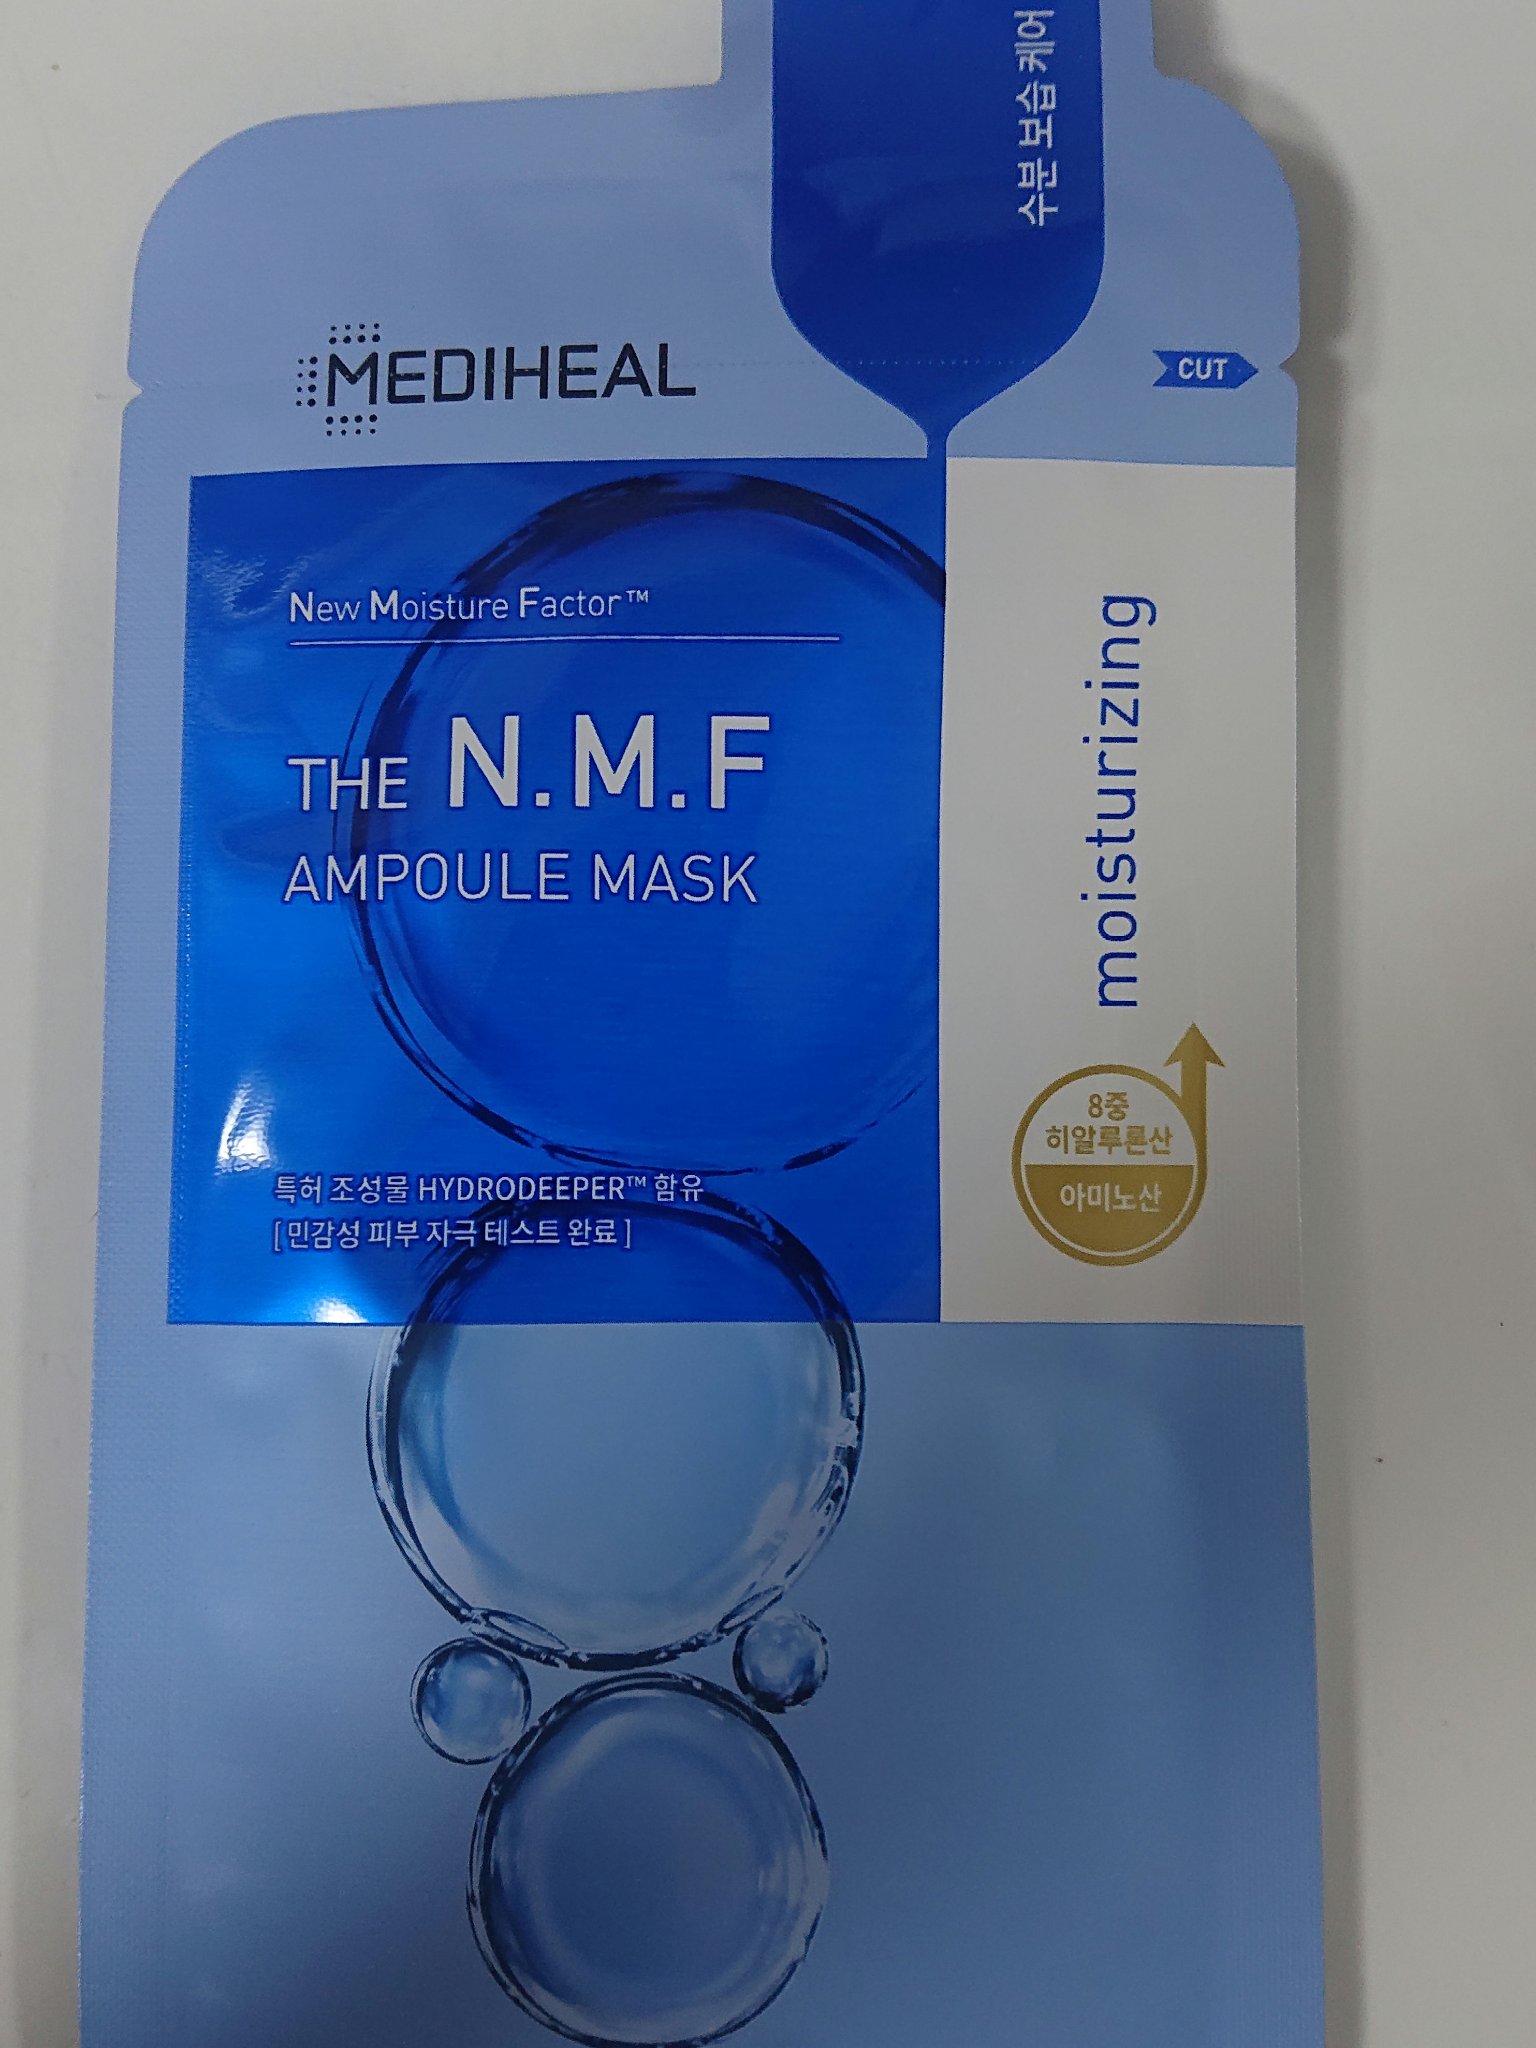 수분 보습 케어
MEDIHEAL
CUT
New Moisture Factor™
THE N.M.F
AMPOULE MASK
moisturizing
8중
히알루론산
아미노산
특허 조성물 HYDRODEEPER™ 함유
[ 민감성 피부 자극 테스트 완료 ]